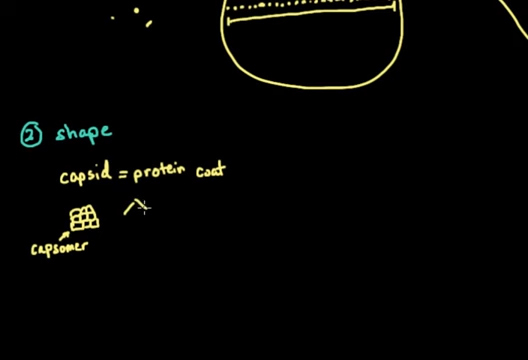 ② shape
capsid = protein coat
capsomer